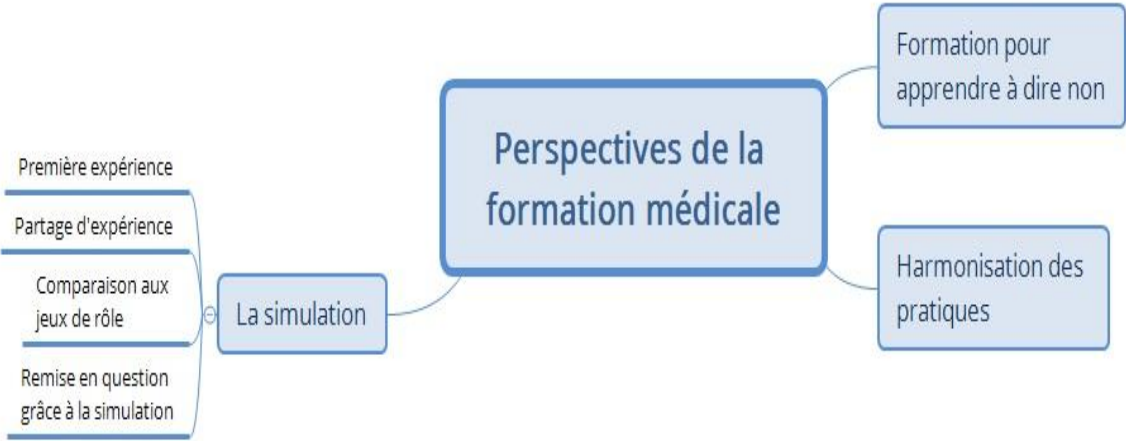 Perspectives de la
formation médicale
Formation pour
apprendre à dire non
Harmonisation des
pratiques
La simulation
Première expérience
Partage d'expérience
Comparaison aux
jeux de rôle
Remise en question
grâce à la simulation